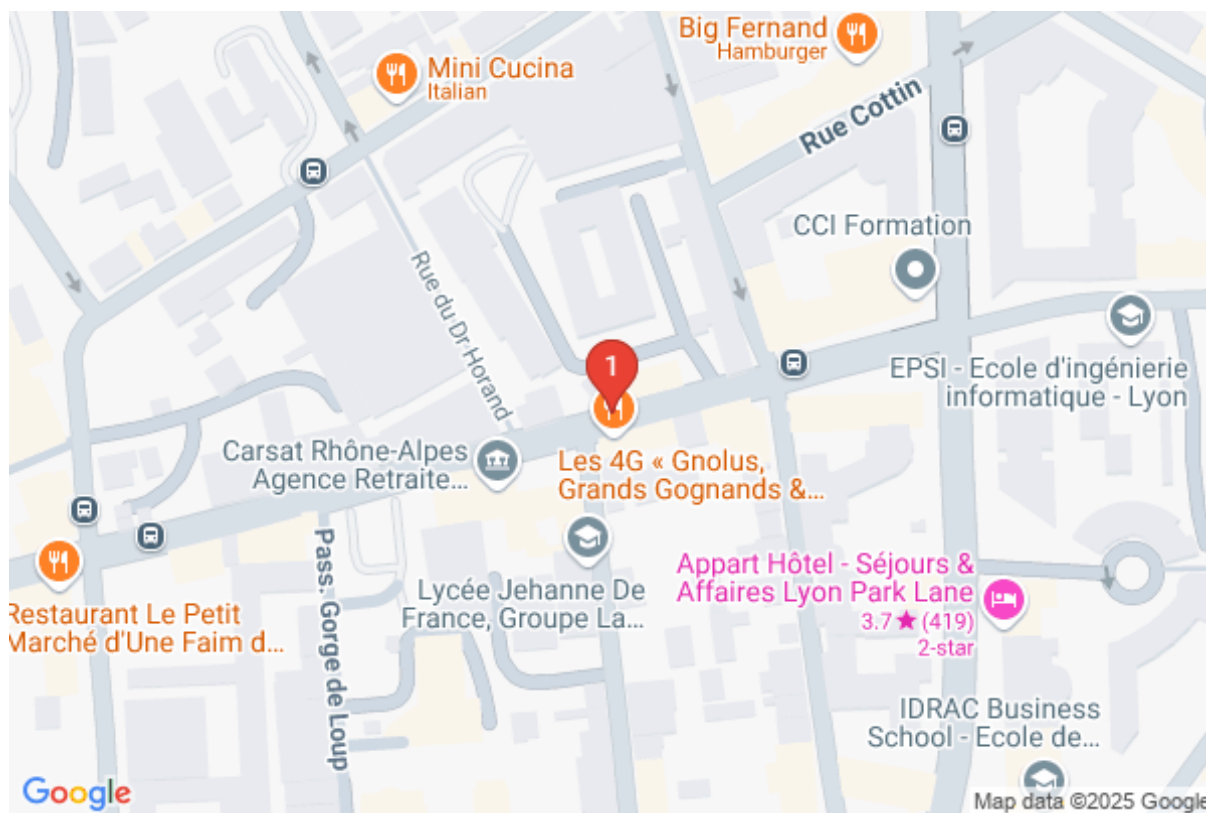 Big Fernand
Hamburger
Mini Cucina
Italian
Rue Cottin
CCI Formation
Rue du Dr Horand
1
EPSI - Ecole d'ingénierie
informatique - Lyon
Carsat Rhône-Alpes
Agence Retraite...
Les 4G « Gnolus,
Grands Gognands &...
Pass. Gorge de Loup
Appart Hôtel - Séjours &
Affaires Lyon Park Lane
3.7 ★ (419)
2-star
Lycée Jehanne De
France, Groupe La...
Restaurant Le Petit
Marché d'Une Faim d...
IDRAC Business
School - Ecole de...
Google
Map data ©2025 Google